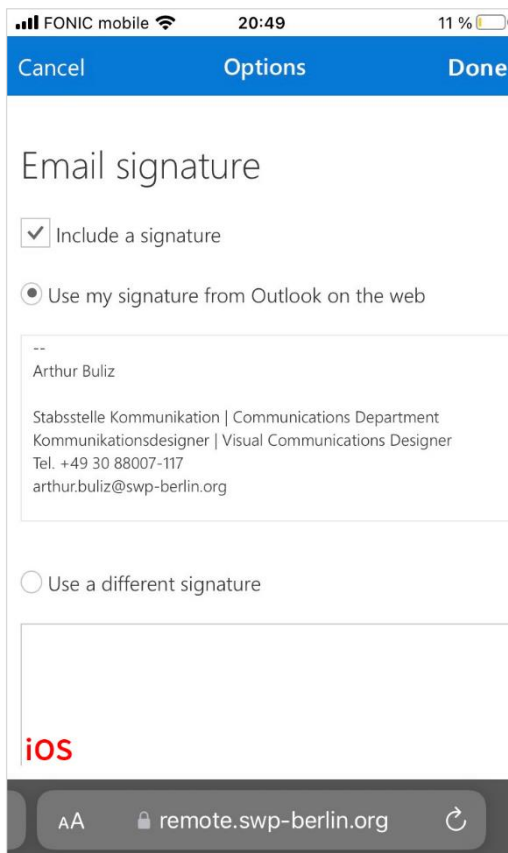 FONIC mobile 20:49 11 %
Cancel Options Done
Email signature
Include a signature
Use my signature from Outlook on the web
--
Arthur Buliz
Stabsstelle Kommunikation | Communications Department
Kommunikationsdesigner | Visual Communications Designer
Tel. +49 30 88007-117
arthur.buliz@swp-berlin.org
Use a different signature
iOS
AA remote.swp-berlin.org